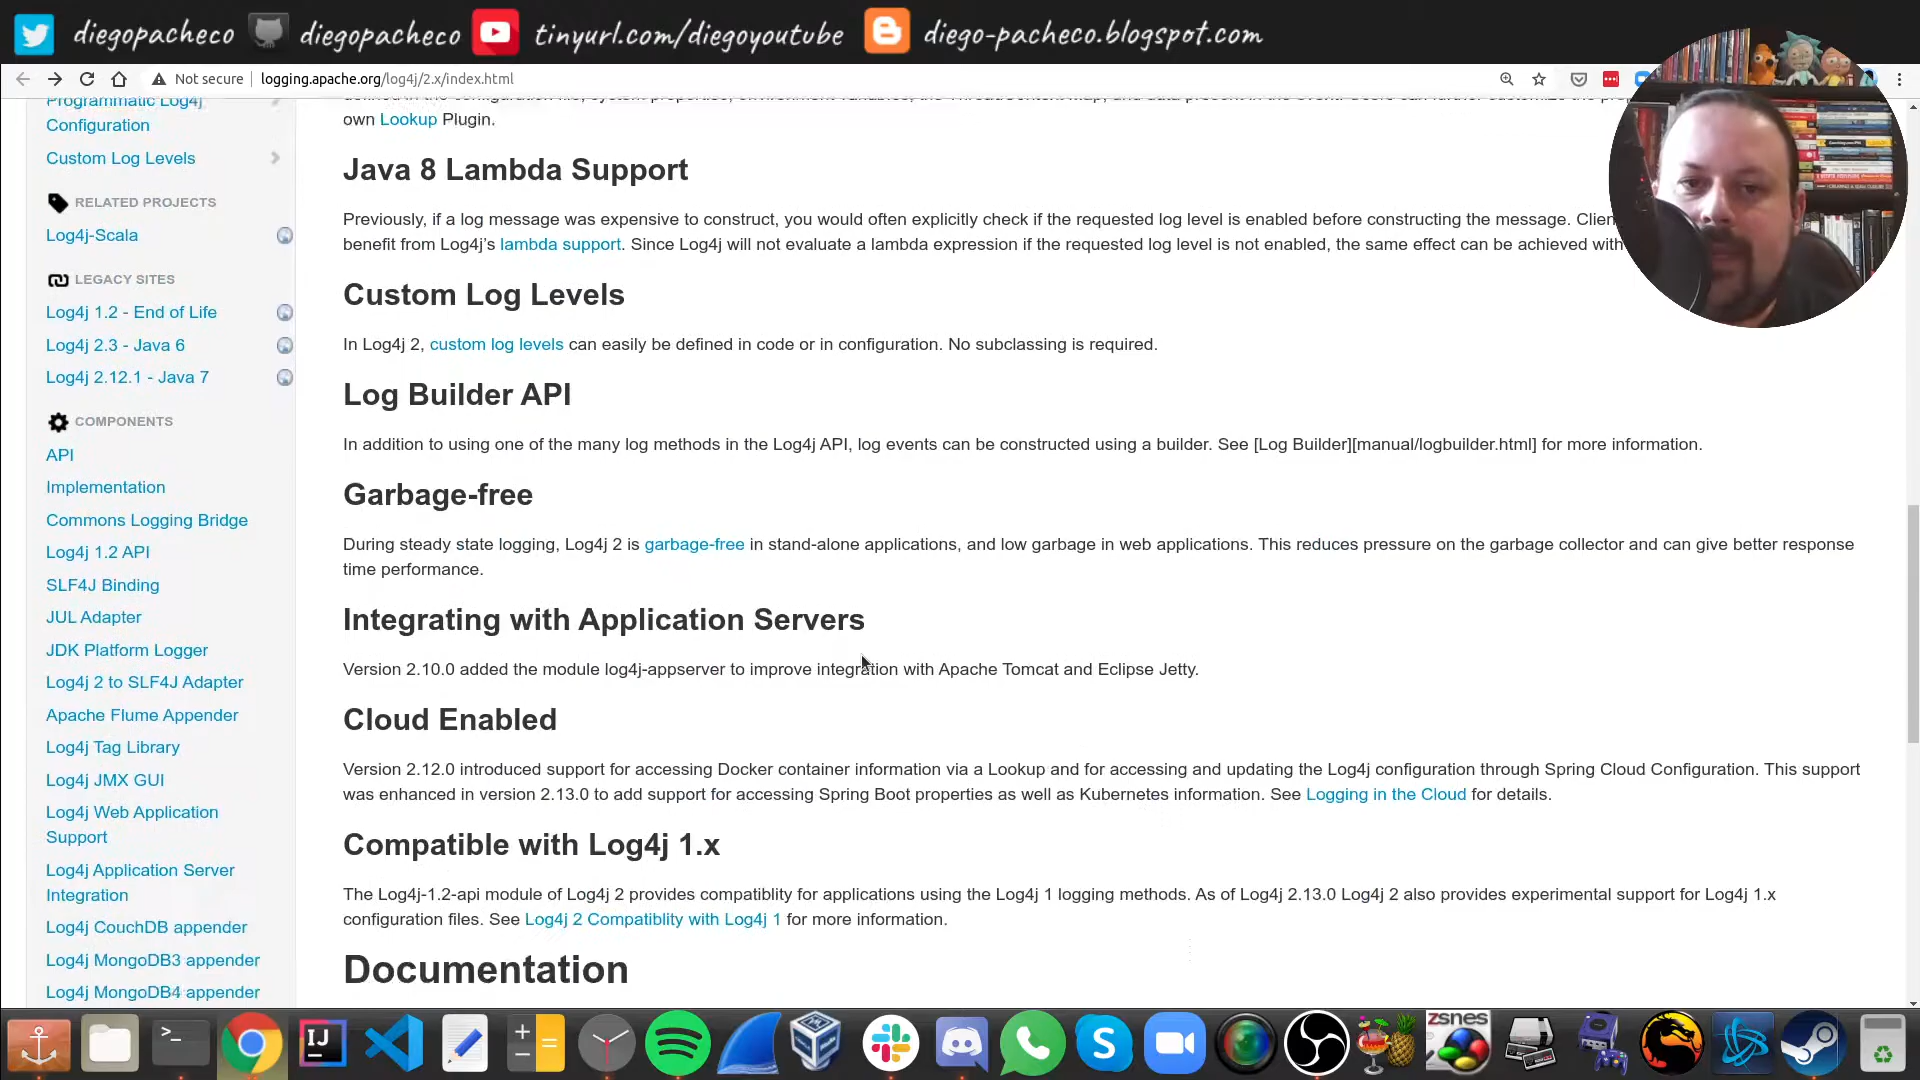 diegopacheco diegopacheco tinyurl.com/diegoyoutube diego-pacheco.blogspot.com
Not secure logging.apache.org/log4j/2.x/index.html
Programmatic Log4j
Configuration
Custom Log Levels
RELATED PROJECTS
Log4j-Scala
LEGACY SITES
Log4j 1.2 - End of Life
Log4j 2.3 - Java 6
Log4j 2.12.1 - Java 7
COMPONENTS
API
Implementation
Commons Logging Bridge
Log4j 1.2 API
SLF4J Binding
JUL Adapter
JDK Platform Logger
Log4j 2 to SLF4J Adapter
Apache Flume Appender
Log4j Tag Library
Log4j JMX GUI
Log4j Web Application
Support
Log4j Application Server
Integration
Log4j CouchDB appender
Log4j MongoDB3 appender
Log4j MongoDB4 appender
own Lookup Plugin.
Java 8 Lambda Support
Previously, if a log message was expensive to construct, you would often explicitly check if the requested log level is enabled before constructing the message.
benefit from Log4j’s lambda support. Since Log4j will not evaluate a lambda expression if the requested log level is not enabled, the same effect can be achieved with
Custom Log Levels
In Log4j 2, custom log levels can easily be defined in code or in configuration. No subclassing is required.
Log Builder API
In addition to using one of the many log methods in the Log4j API, log events can be constructed using a builder. See [Log Builder][manual/logbuilder.html] for more information.
Garbage-free
During steady state logging, Log4j 2 is garbage-free in stand-alone applications, and low garbage in web applications. This reduces pressure on the garbage collector and can give better response
time performance.
Integrating with Application Servers
Version 2.10.0 added the module log4j-appserver to improve integration with Apache Tomcat and Eclipse Jetty.
Cloud Enabled
Version 2.12.0 introduced support for accessing Docker container information via a Lookup and for accessing and updating the Log4j configuration through Spring Cloud Configuration. This support
was enhanced in version 2.13.0 to add support for accessing Spring Boot properties as well as Kubernetes information. See Logging in the Cloud for details.
Compatible with Log4j 1.x
The Log4j-1.2-api module of Log4j 2 provides compatiblity for applications using the Log4j 1 logging methods. As of Log4j 2.13.0 Log4j 2 also provides experimental support for Log4j 1.x
configuration files. See Log4j 2 Compatiblity with Log4j 1 for more information.
Documentation
IJ
ZSNES